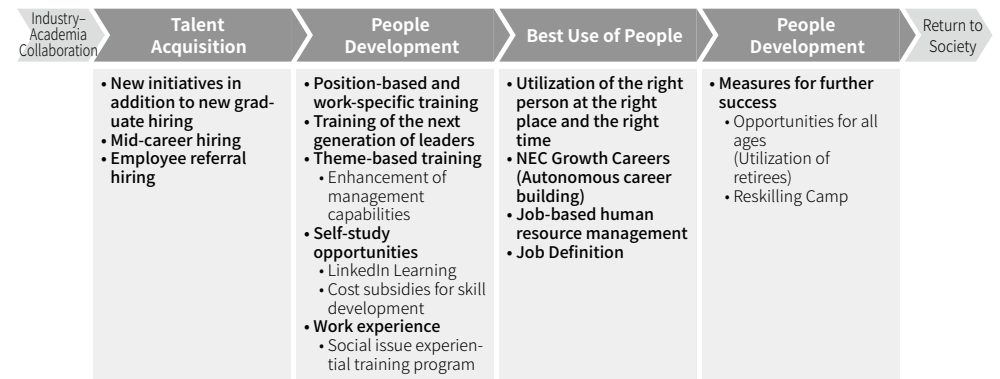 Industry–
Academia
Collaboration
Talent
Acquisition
People
Development
Best Use of People
People
Development
Return to
Society
• New initiatives in
addition to new grad-
uate hiring
• Mid-career hiring
• Employee referral
hiring
• Position-based and
work-specific training
• Training of the next
generation of leaders
• Theme-based training
• Enhancement of
management
capabilities
• Self-study
opportunities
• LinkedIn Learning
• Cost subsidies for skill
development
• Work experience
• Social issue experien-
tial training program
• Utilization of the right
person at the right
place and the right
time
• NEC Growth Careers
(Autonomous career
building)
• Job-based human
resource management
• Job Definition
• Measures for further
success
• Opportunities for all
ages
(Utilization of
retirees)
• Reskilling Camp